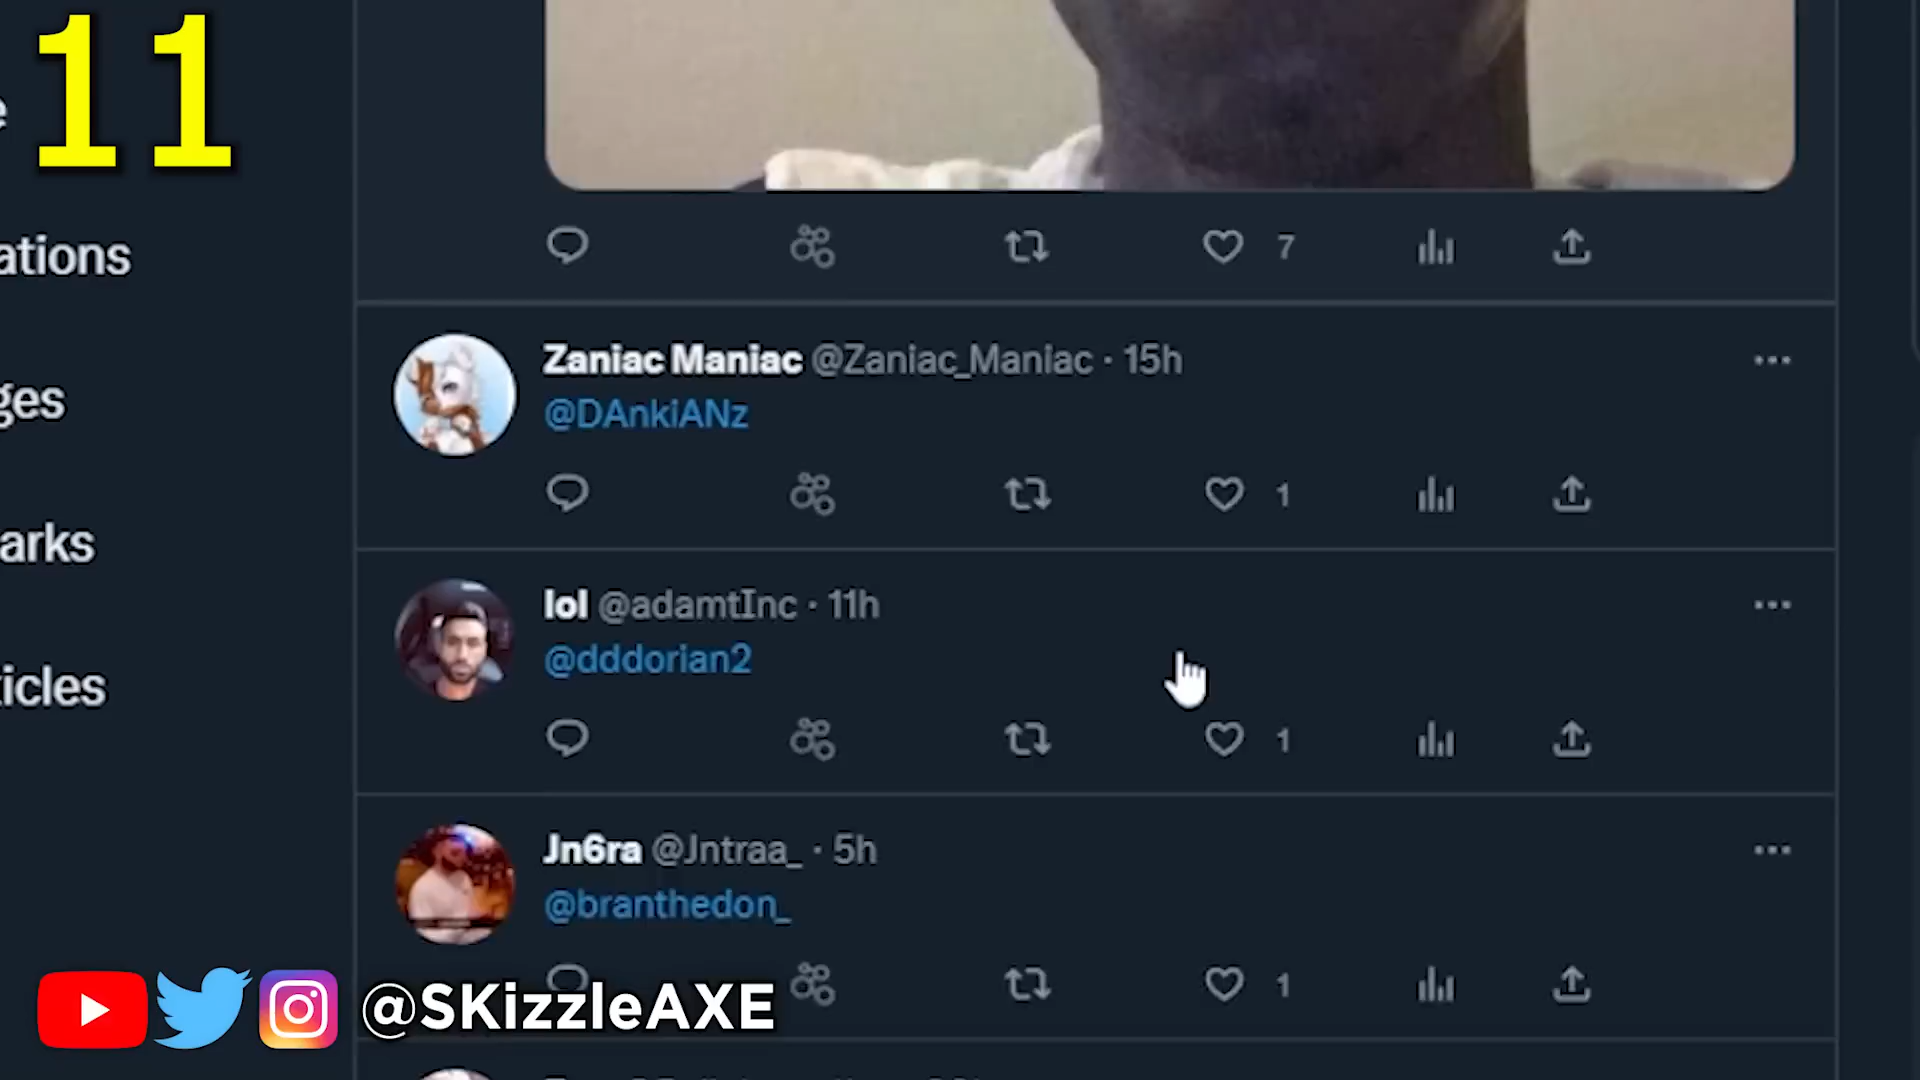 11
e
ations
ges
arks
icles
7
Zaniac Maniac @Zaniac_Maniac · 15h
@DAnkiANz
1
lol @adamtInc · 11h
@dddorian2
1
Jn6ra @Jntraa_ · 5h
@branthedon_
1
@SKizzleAXE